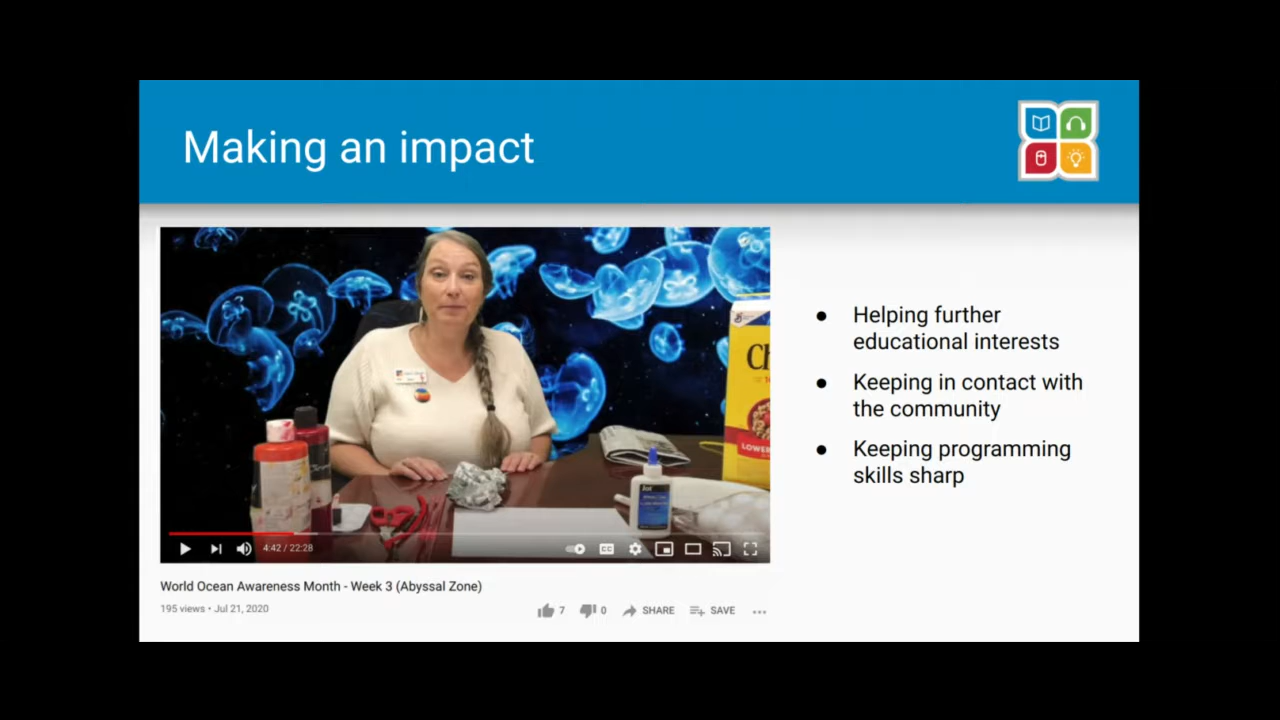 Making an impact
Ch
LOWER
● Helping further
educational interests
● Keeping in contact with
the community
● Keeping programming
skills sharp
4:42 / 22:28
CC
World Ocean Awareness Month - Week 3 (Abyssal Zone)
195 views • Jul 21, 2020
7
0
SHARE
SAVE